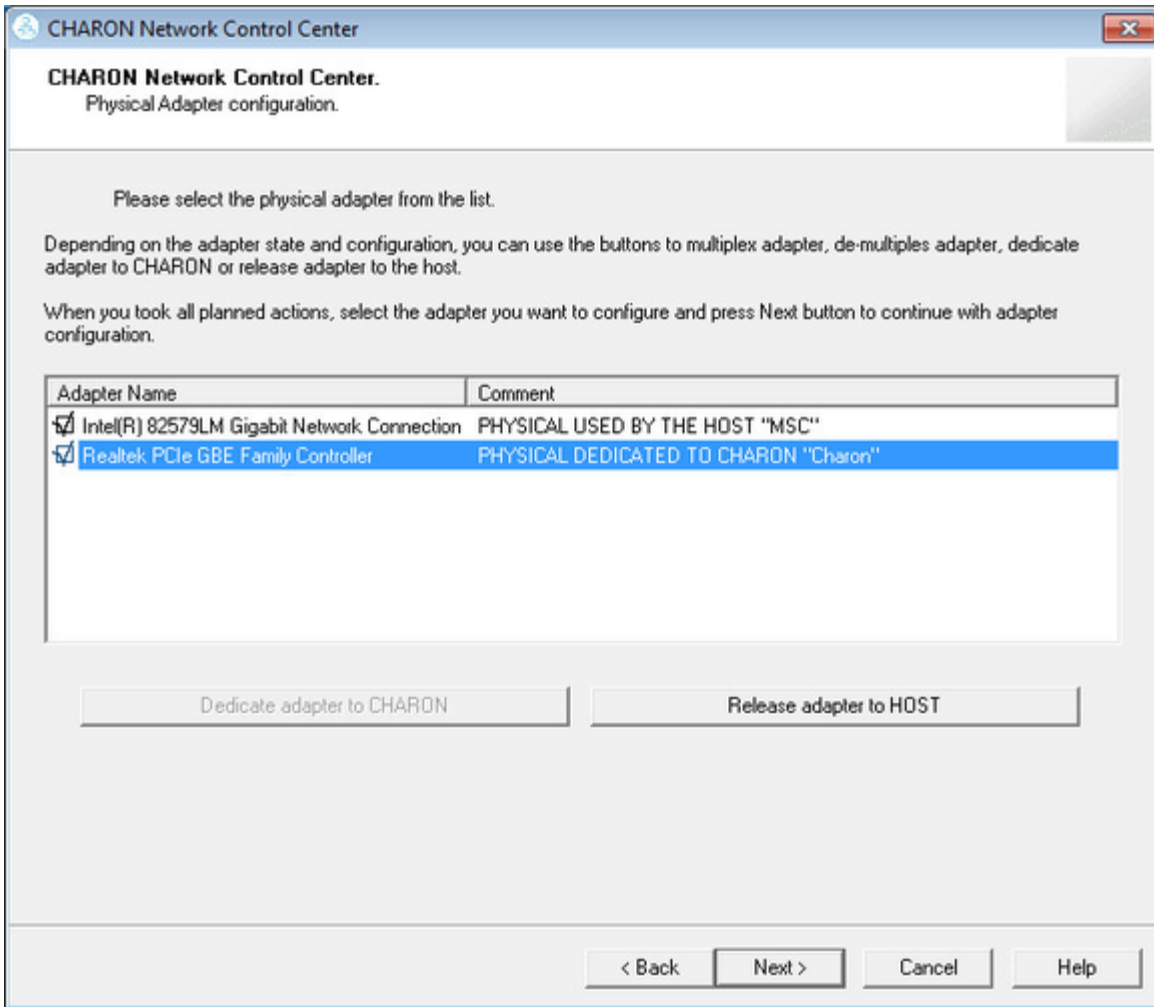 CHARON Network Control Center
CHARON Network Control Center.
Physical Adapter configuration.
Please select the physical adapter from the list.
Depending on the adapter state and configuration, you can use the buttons to multiplex adapter, de-multiples adapter, dedicate
adapter to CHARON or release adapter to the host.
When you took all planned actions, select the adapter you want to configure and press Next button to continue with adapter
configuration.
Adapter Name Comment
Intel(R) 82579LM Gigabit Network Connection PHYSICAL USED BY THE HOST "MSC"
Realtek PCIe GBE Family Controller PHYSICAL DEDICATED TO CHARON "Charon"
Dedicate adapter to CHARON Release adapter to HOST
< Back Next > Cancel Help